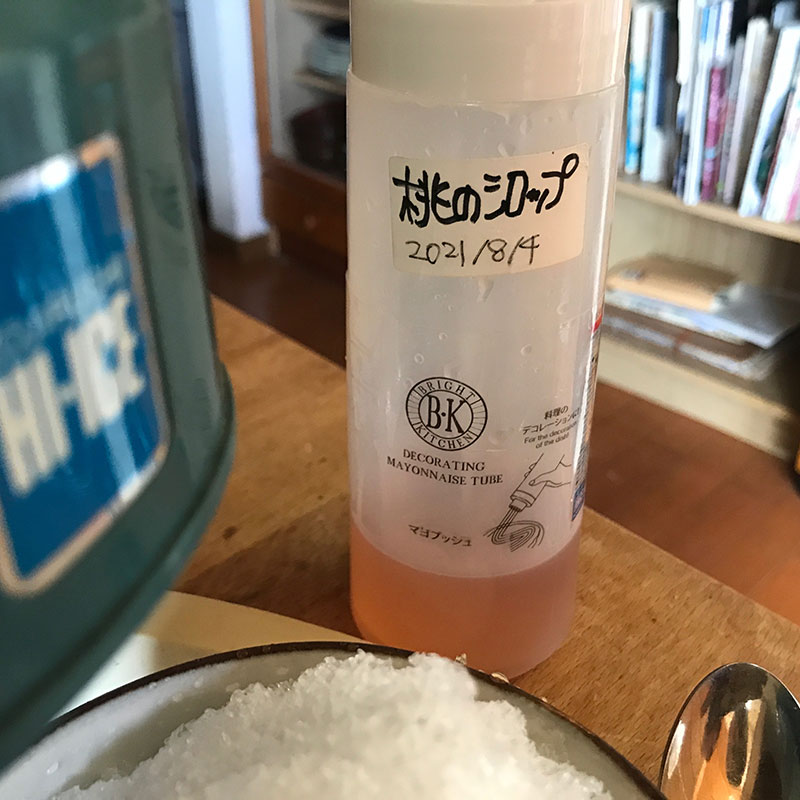 桃のシロップ
2021/8/4
HI-ICE
BRIGHT
B·K
KITCHEN
DECORATING
MAYONNAISE TUBE
料理の
デコレーションに!
For the decoration
of the dish!
マヨプッシュ